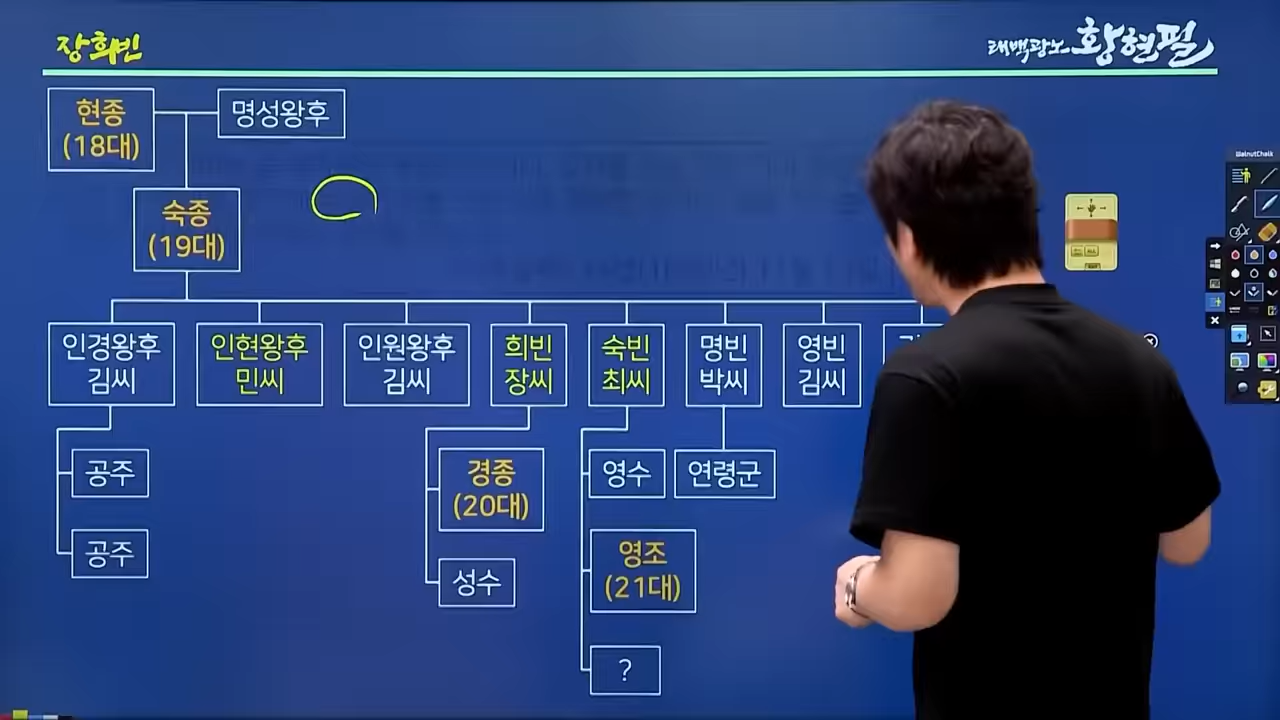 장희빈
태백광노 황현필
현종
(18대)
명성왕후
숙종
(19대)
인경왕후
김씨
인현왕후
민씨
인원왕후
김씨
희빈
장씨
숙빈
최씨
명빈
박씨
영빈
김씨
공주
공주
경종
(20대)
성수
영수
영조
(21대)
?
연령군
WalnutChalk